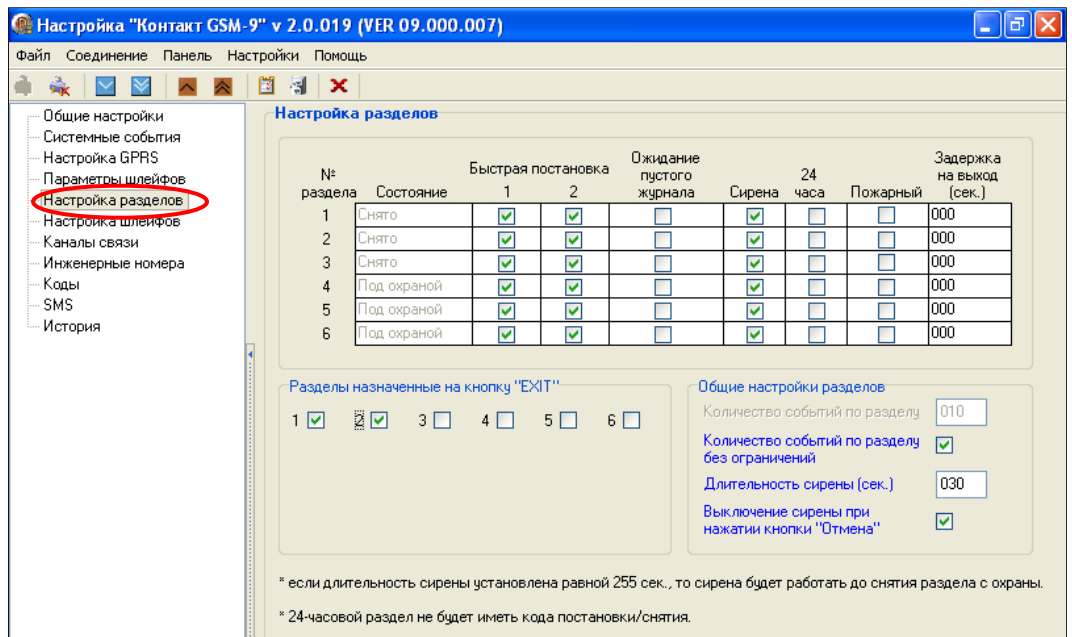 Настройка "Контакт GSM-9" v 2.0.019 (VER 09.000.007)
Файл Соединение Панель Настройки Помощь
Общие настройки
Системные события
Настройка GPRS
Параметры шлейфов
Настройка разделов
Настройка шлейфов
Каналы связи
Инженерные номера
Коды
SMS
История
Настройка разделов
№ раздела Состояние Быстрая постановка 1 2 Ожидание пустого журнала Сирена 24 часа Пожарный Задержка на выход (сек.)
1 Снято 000
2 Снято 000
3 Снято 000
4 Под охраной 000
5 Под охраной 000
6 Под охраной 000
Разделы назначенные на кнопку "EXIT"
1 2 3 4 5 6
Общие настройки разделов
Количество событий по разделу 010
Количество событий по разделу
без ограничений
Длительность сирены (сек.) 030
Выключение сирены при
нажатии кнопки "Отмена"
* если длительность сирены установлена равной 255 сек., то сирена будет работать до снятия раздела с охраны.
* 24-часовой раздел не будет иметь кода постановки/снятия.